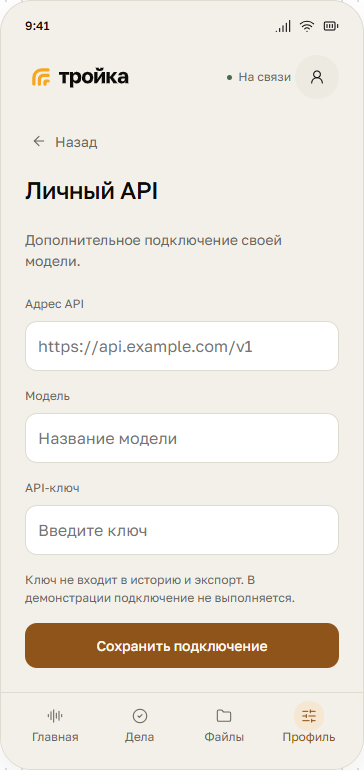 9:41
тройка
На связи
Назад
Личный API
Дополнительное подключение своей
модели.
Адрес API
https://api.example.com/v1
Модель
Название модели
API-ключ
Введите ключ
Ключ не входит в историю и экспорт. В
демонстрации подключение не выполняется.
Сохранить подключение
Главная
Дела
Файлы
Профиль